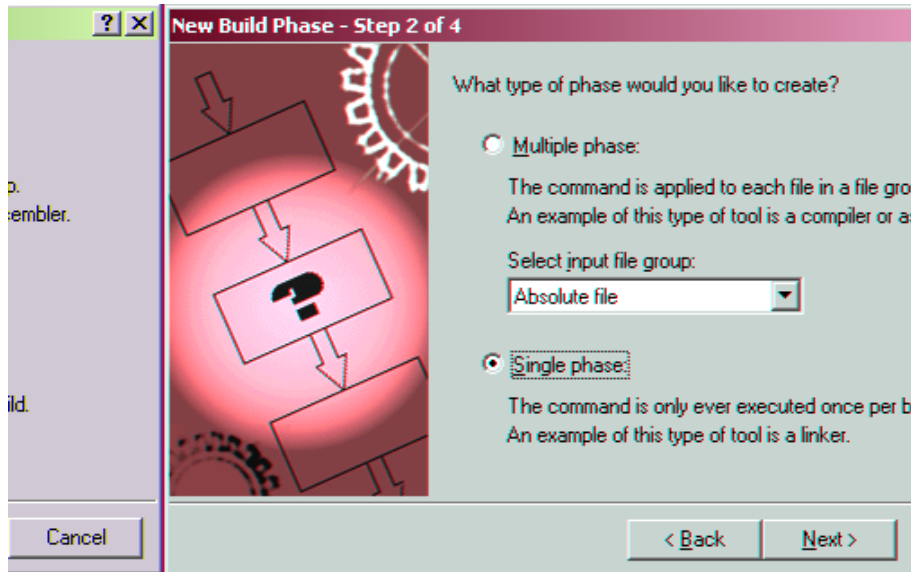 New Build Phase - Step 2 of 4
What type of phase would you like to create?
Multiple phase:
The command is applied to each file in a file
An example of this type of tool is a compiler or
Select input file group:
Absolute file
Single phase:
The command is only ever executed once per
An example of this type of tool is a linker.
< Back
Next >
Cancel